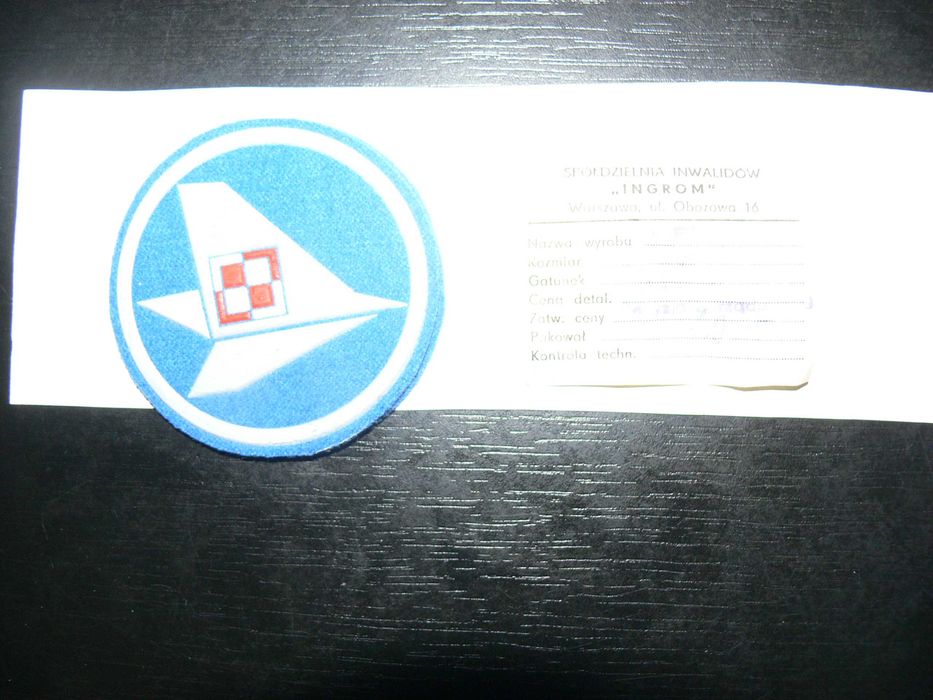 SPÓŁDZIELNIA INWALIDÓW
„INGROM"
Warszawa, ul. Obozowa 16
Nazwa wyrobu
Rozmiar
Gatunek
Cena detal.
Zatw. ceny
Pakował
Kontrola techn.